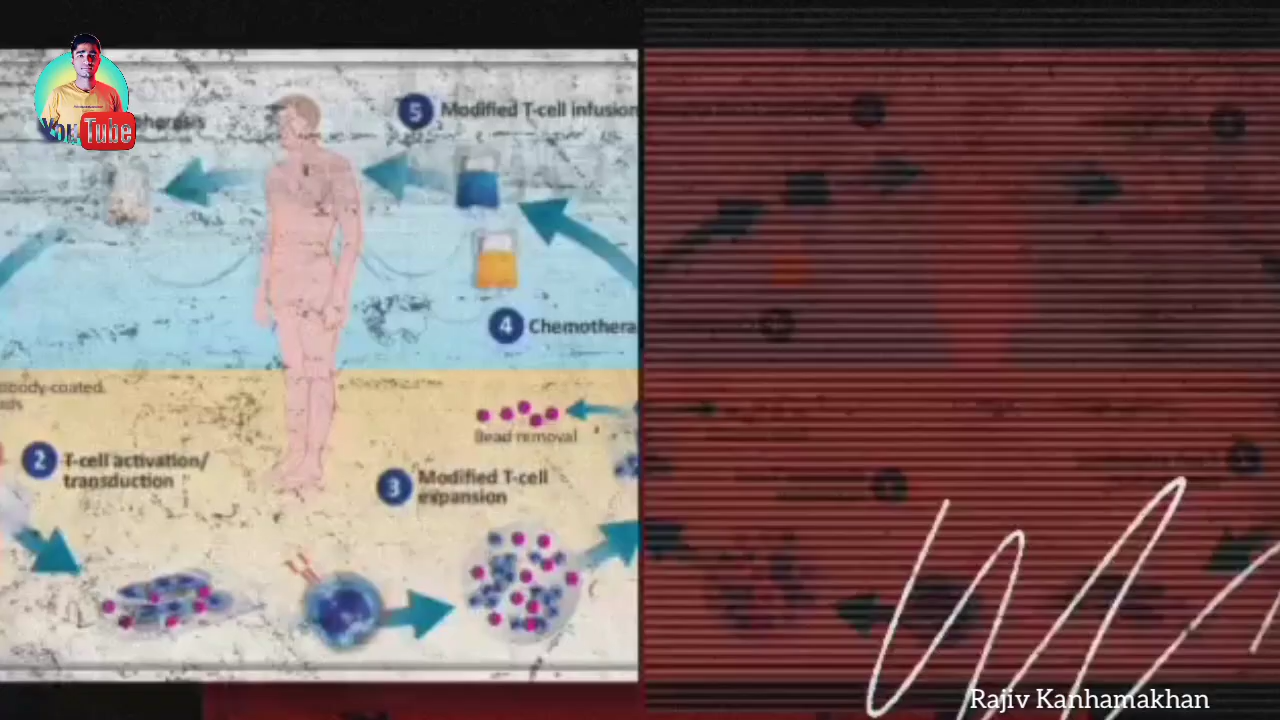 YouTube
5 Modified T-cell infusion
4 Chemothera
Bead removal
2 T-cell activation/
transduction
3 Modified T-cell
expansion
Rajiv Kanhamakhan